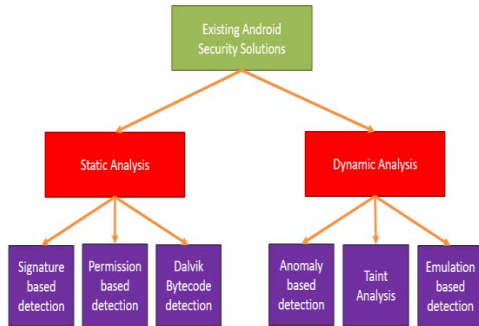 Existing Android
Security Solutions
Static Analysis
Dynamic Analysis
Signature
based
detection
Permission
based
detection
Dalvik
Bytecode
detection
Anomaly
based
detection
Taint
Analysis
Emulation
based
detection